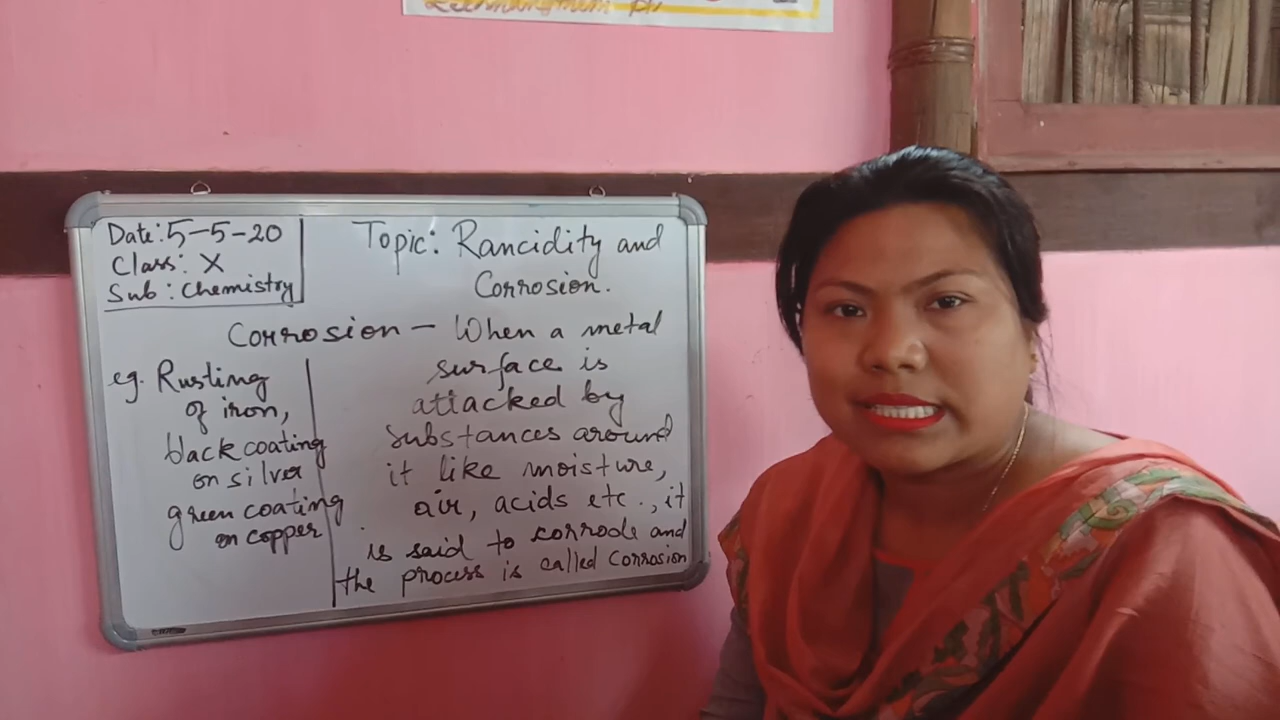 Date: 5-5-20
Class: X
Sub: Chemistry
Topic: Rancidity and
Corrosion.
Corrosion - When a metal
surface is
attacked by
substances around
it like moisture,
air, acids etc., it
is said to corrode and
the process is called Corrosion
eg. Rusting
of iron,
black coating
on silver
green coating
on copper